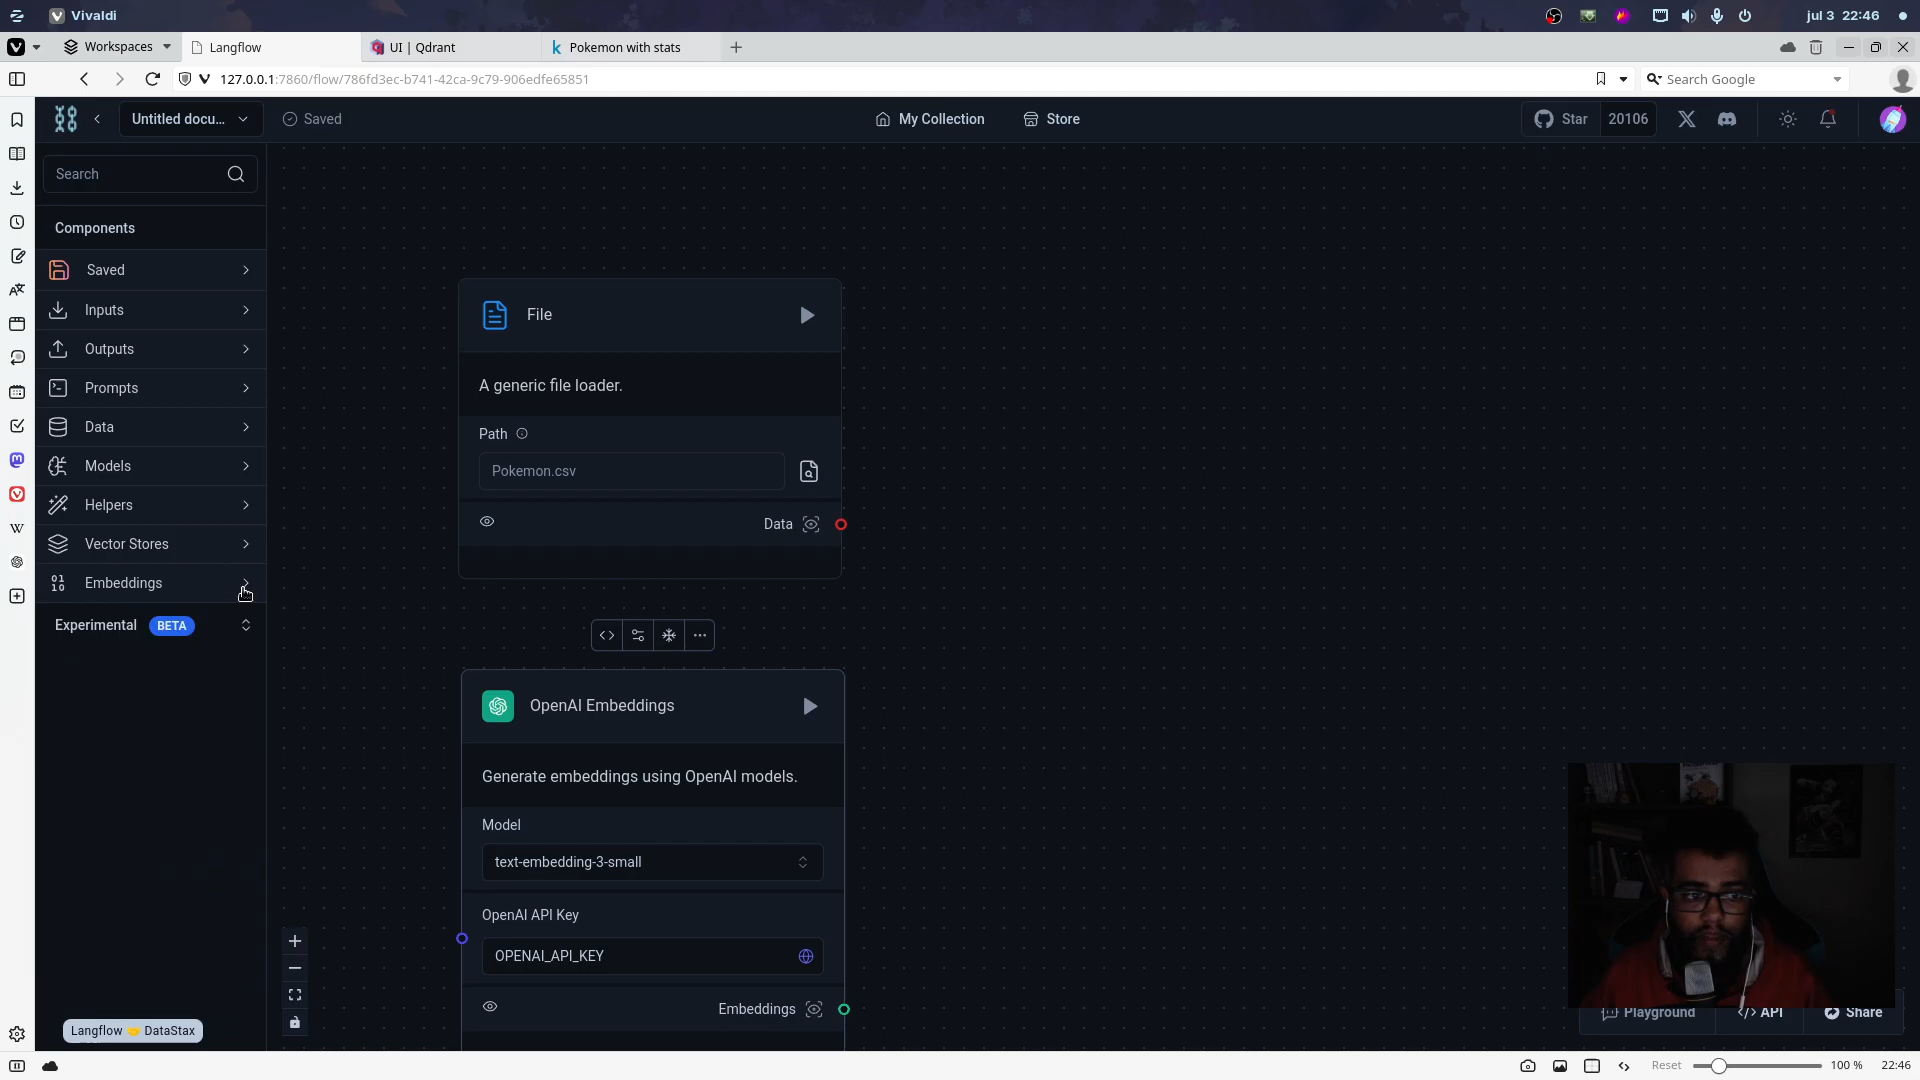 Vivaldi
jul 3 22:46
Workspaces
Langflow
UI | Qdrant
Pokemon with stats
127.0.0.1:7860/flow/786fd3ec-b741-42ca-9c79-906edfe65851
Search Google
Untitled docu...
Saved
My Collection
Store
Star
20106
Search
Components
Saved
Inputs
Outputs
Prompts
Data
Models
Helpers
Vector Stores
Embeddings
Experimental BETA
File
A generic file loader.
Path
Pokemon.csv
Data
OpenAI Embeddings
Generate embeddings using OpenAI models.
Model
text-embedding-3-small
OpenAI API Key
OPENAI_API_KEY
Embeddings
Langflow 🤝 DataStax
Playground
API
Share
Reset
100 %
22:46